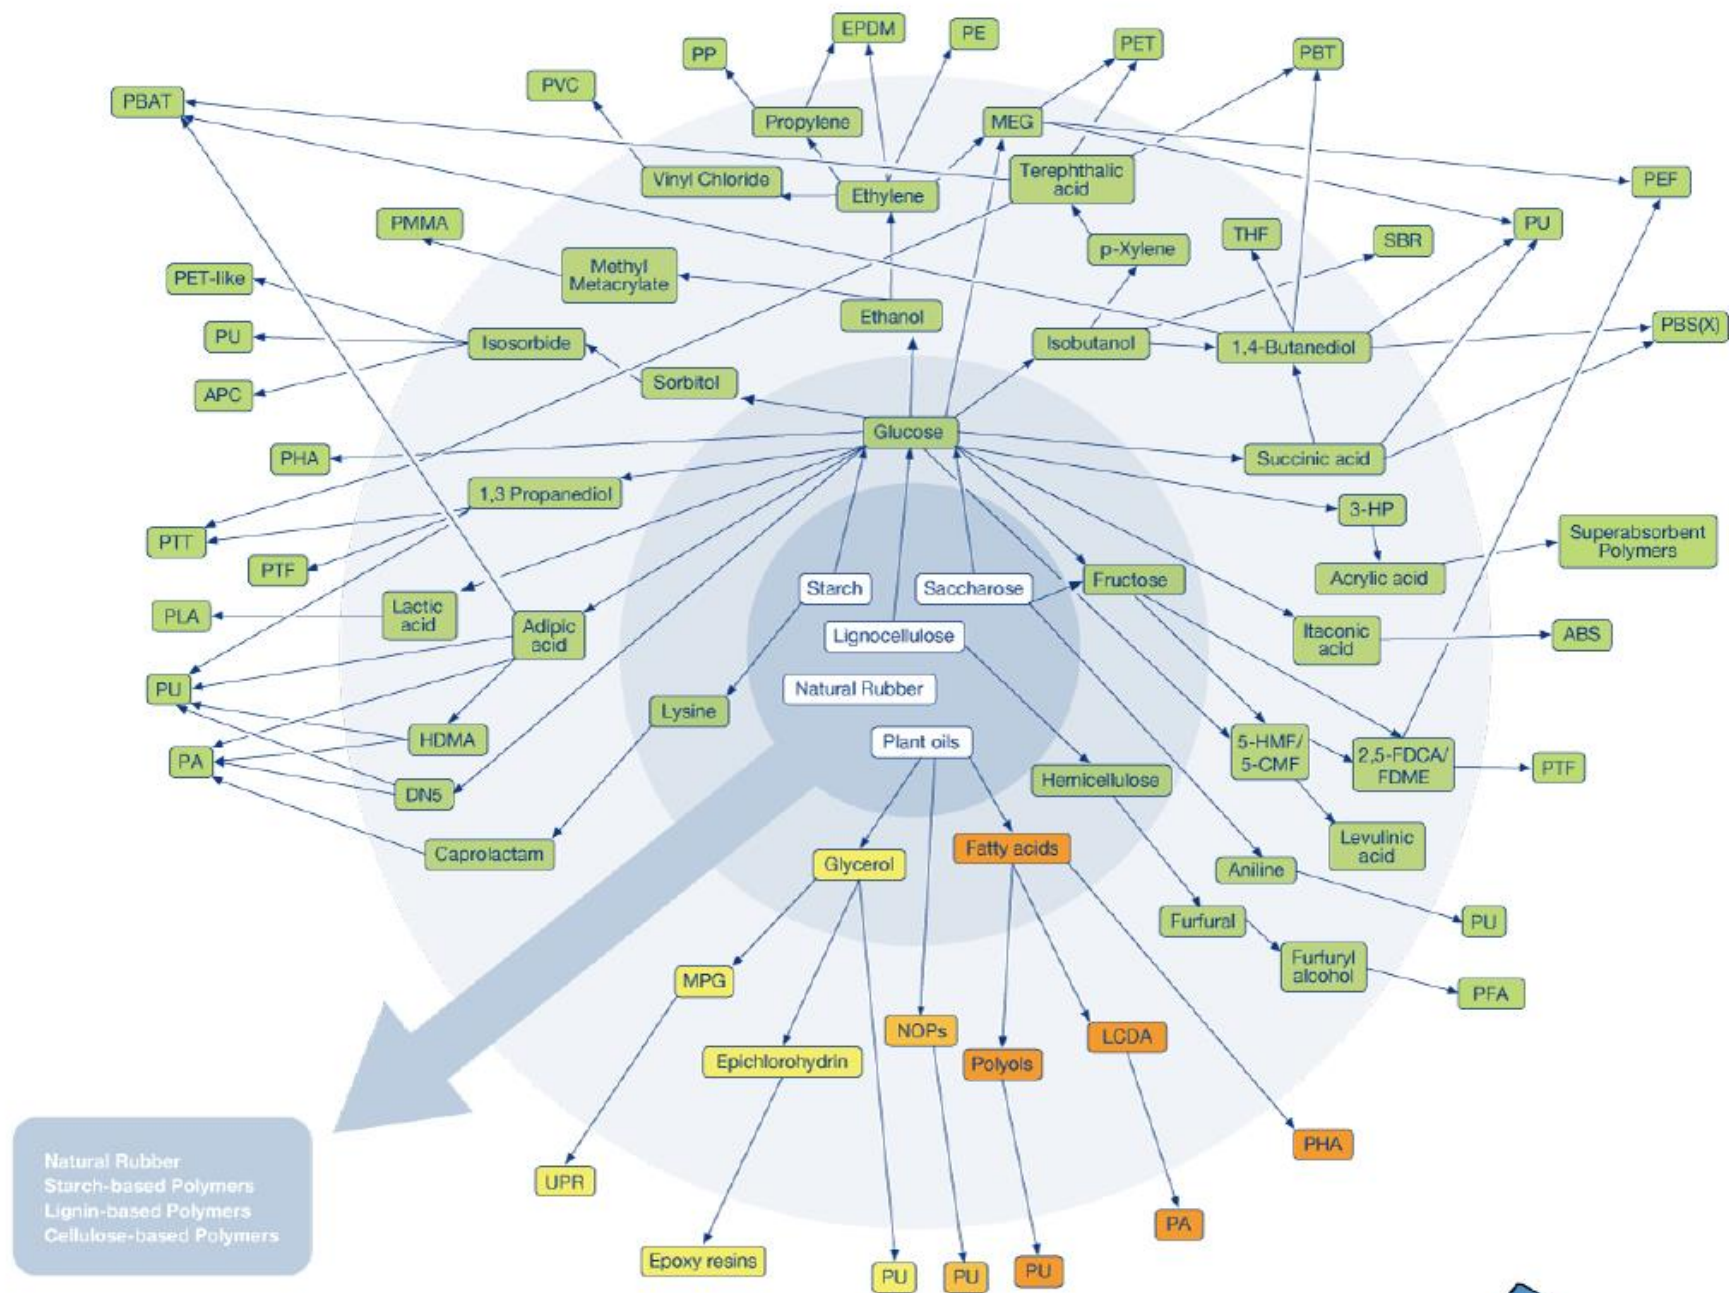 EPDM
PE
PET
PBT
PP
PVC
PBAT
Propylene
MEG
Terephthalic
acid
Vinyl Chloride
Ethylene
PEF
PMMA
PU
THF
SBR
p-Xylene
Methyl
Metacrylate
PET-like
Ethanol
PBS(X)
PU
Isosorbide
Isobutanol
1,4-Butanediol
Sorbitol
APC
Glucose
PHA
Succinic acid
1,3 Propanediol
3-HP
PTT
Superabsorbent
Polymers
PTF
Acrylic acid
Starch
Saccharose
Fructose
PLA
Lactic
acid
Adipic
acid
Lignocellulose
Itaconic
acid
ABS
PU
Natural Rubber
Lysine
HDMA
Plant oils
5-HMF/
5-CMF
2,5-FDCA/
FDME
PTF
PA
Hemicellulose
DN5
Caprolactam
Glycerol
Fatty acids
Levulinic
acid
Aniline
Furfural
PU
Furfuryl
alcohol
PFA
MPG
NOPs
LCDA
Epichlorohydrin
Polyols
PHA
UPR
PA
Epoxy resins
PU
PU
PU
Natural Rubber
Starch-based Polymers
Lignin-based Polymers
Cellulose-based Polymers